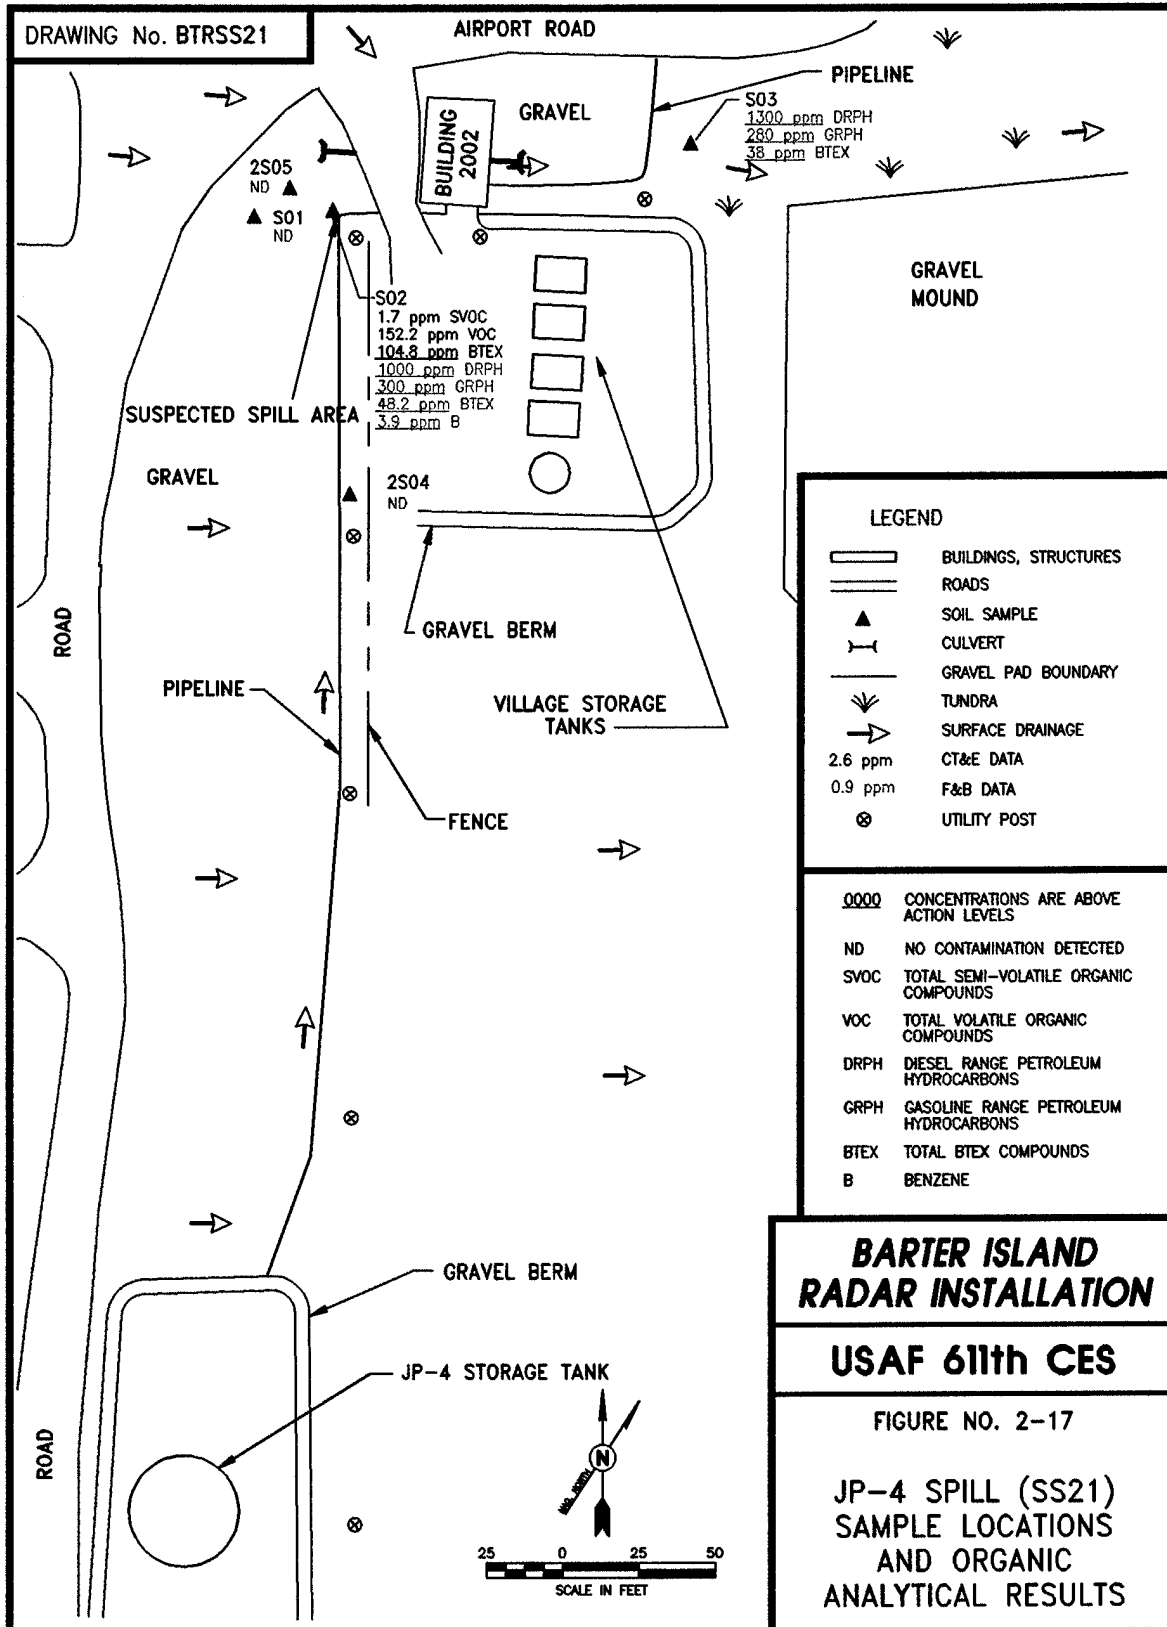 DRAWING No. BTRSS21
AIRPORT ROAD
PIPELINE
GRAVEL
BUILDING
2002
S03
1300 ppm DRPH
280 ppm GRPH
38 ppm BTEX
2S05
ND
S01
ND
GRAVEL
MOUND
S02
1.7 ppm SVOC
152.2 ppm VOC
104.8 ppm BTEX
1000 ppm DRPH
300 ppm GRPH
48.2 ppm BTEX
3.9 ppm B
SUSPECTED SPILL AREA
GRAVEL
2S04
ND
ROAD
GRAVEL BERM
PIPELINE
VILLAGE STORAGE
TANKS
FENCE
LEGEND
BUILDINGS, STRUCTURES
ROADS
SOIL SAMPLE
CULVERT
GRAVEL PAD BOUNDARY
TUNDRA
SURFACE DRAINAGE
2.6 ppm CT&E DATA
0.9 ppm F&B DATA
UTILITY POST
0000 CONCENTRATIONS ARE ABOVE
ACTION LEVELS
ND NO CONTAMINATION DETECTED
SVOC TOTAL SEMI-VOLATILE ORGANIC
COMPOUNDS
VOC TOTAL VOLATILE ORGANIC
COMPOUNDS
DRPH DIESEL RANGE PETROLEUM
HYDROCARBONS
GRPH GASOLINE RANGE PETROLEUM
HYDROCARBONS
BTEX TOTAL BTEX COMPOUNDS
B BENZENE
GRAVEL BERM
JP-4 STORAGE TANK
ROAD
N
MAG. NORTH
25 0 25 50
SCALE IN FEET
BARTER ISLAND
RADAR INSTALLATION
USAF 611th CES
FIGURE NO. 2-17
JP-4 SPILL (SS21)
SAMPLE LOCATIONS
AND ORGANIC
ANALYTICAL RESULTS